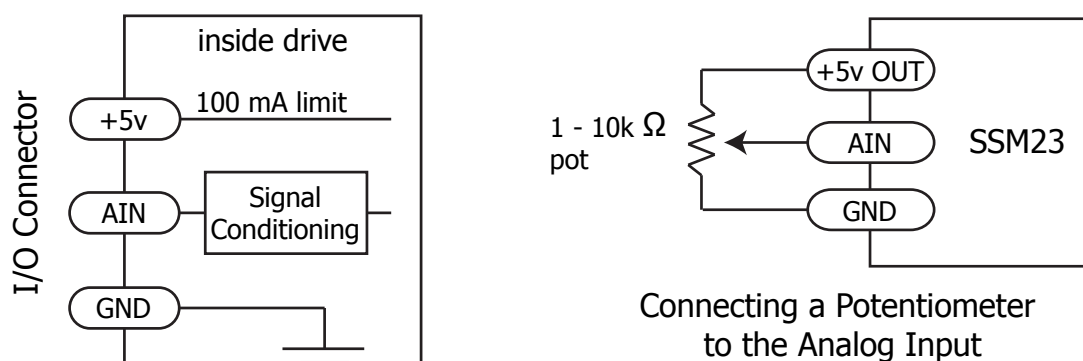 I/O Connector
inside drive
+5v
100 mA limit
AIN
Signal
Conditioning
GND
+5v OUT
1 - 10k Ω
pot
AIN
SSM23
GND
Connecting a Potentiometer
to the Analog Input